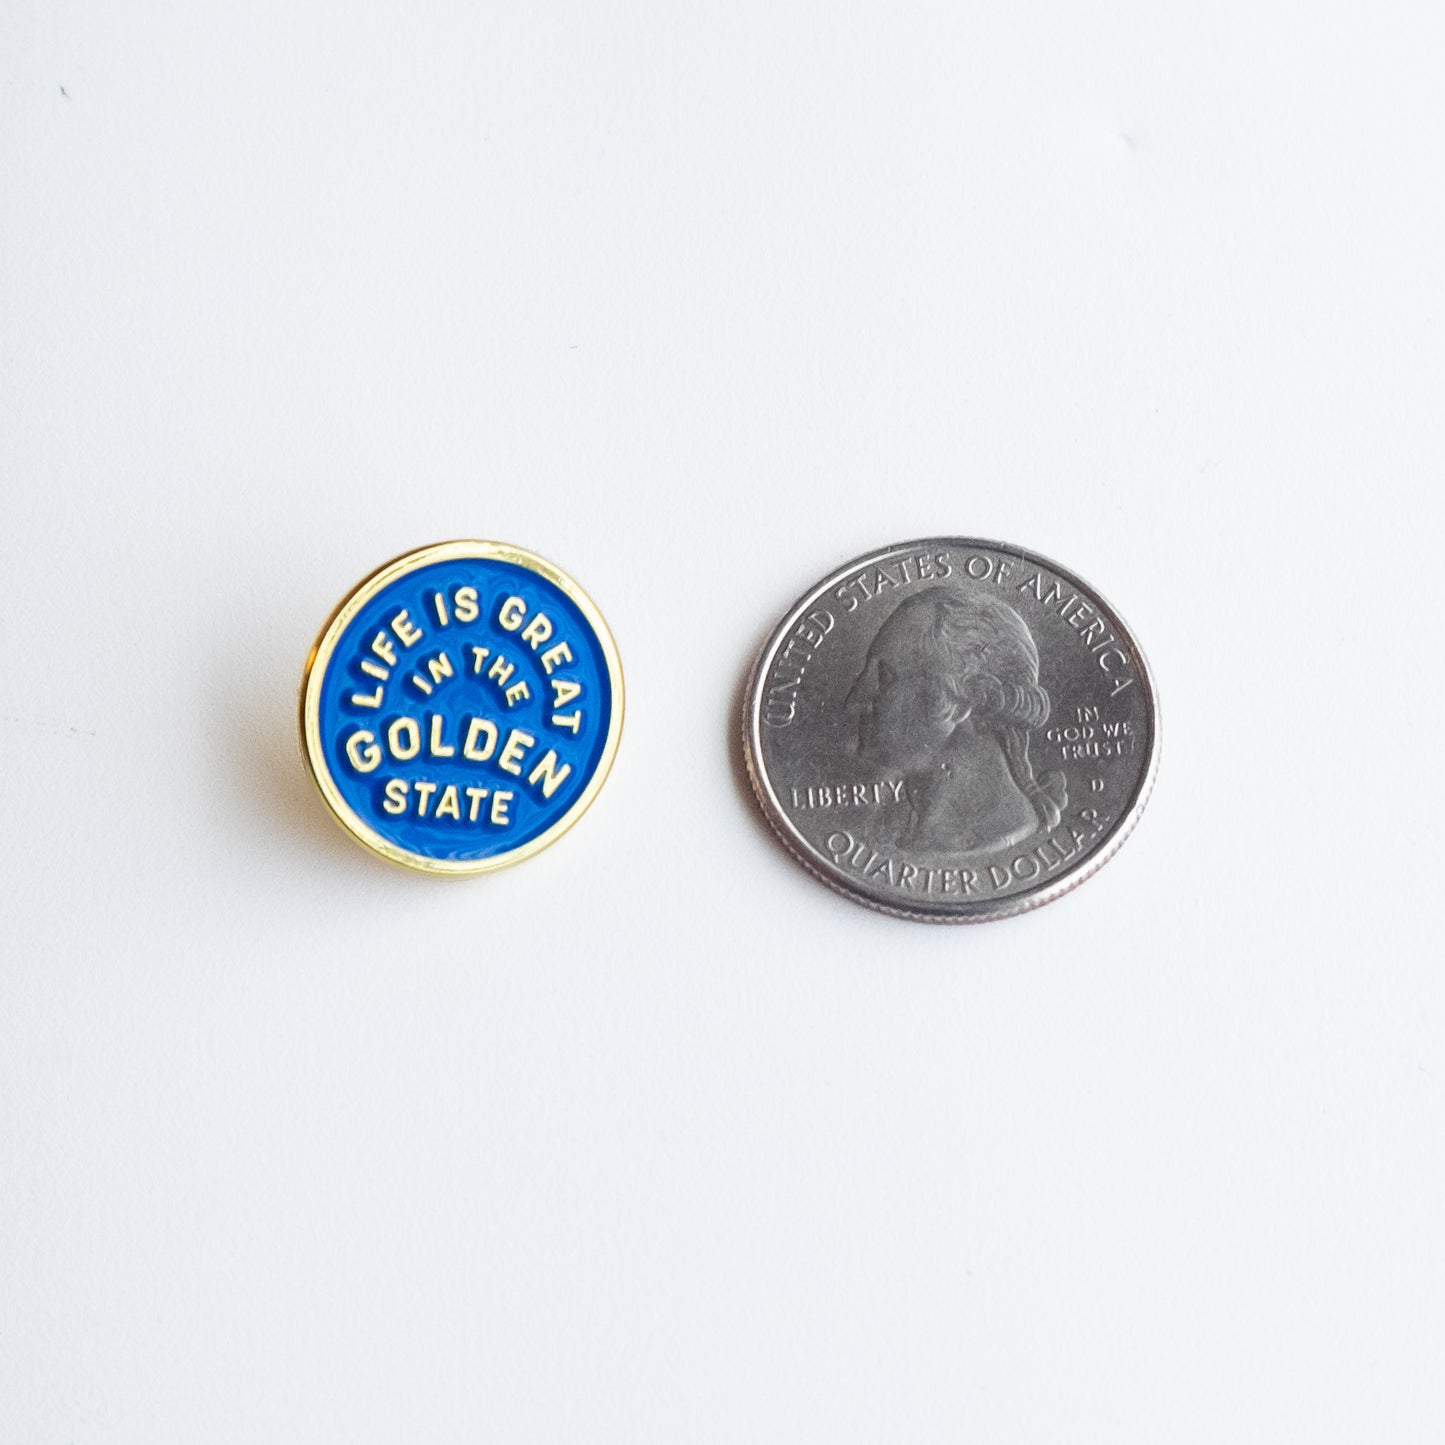 LIFE IS GREAT
IN THE
GOLDEN
STATE
UNITED STATES OF AMERICA
IN
GOD WE
TRUST
D
LIBERTY
QUARTER DOLLAR